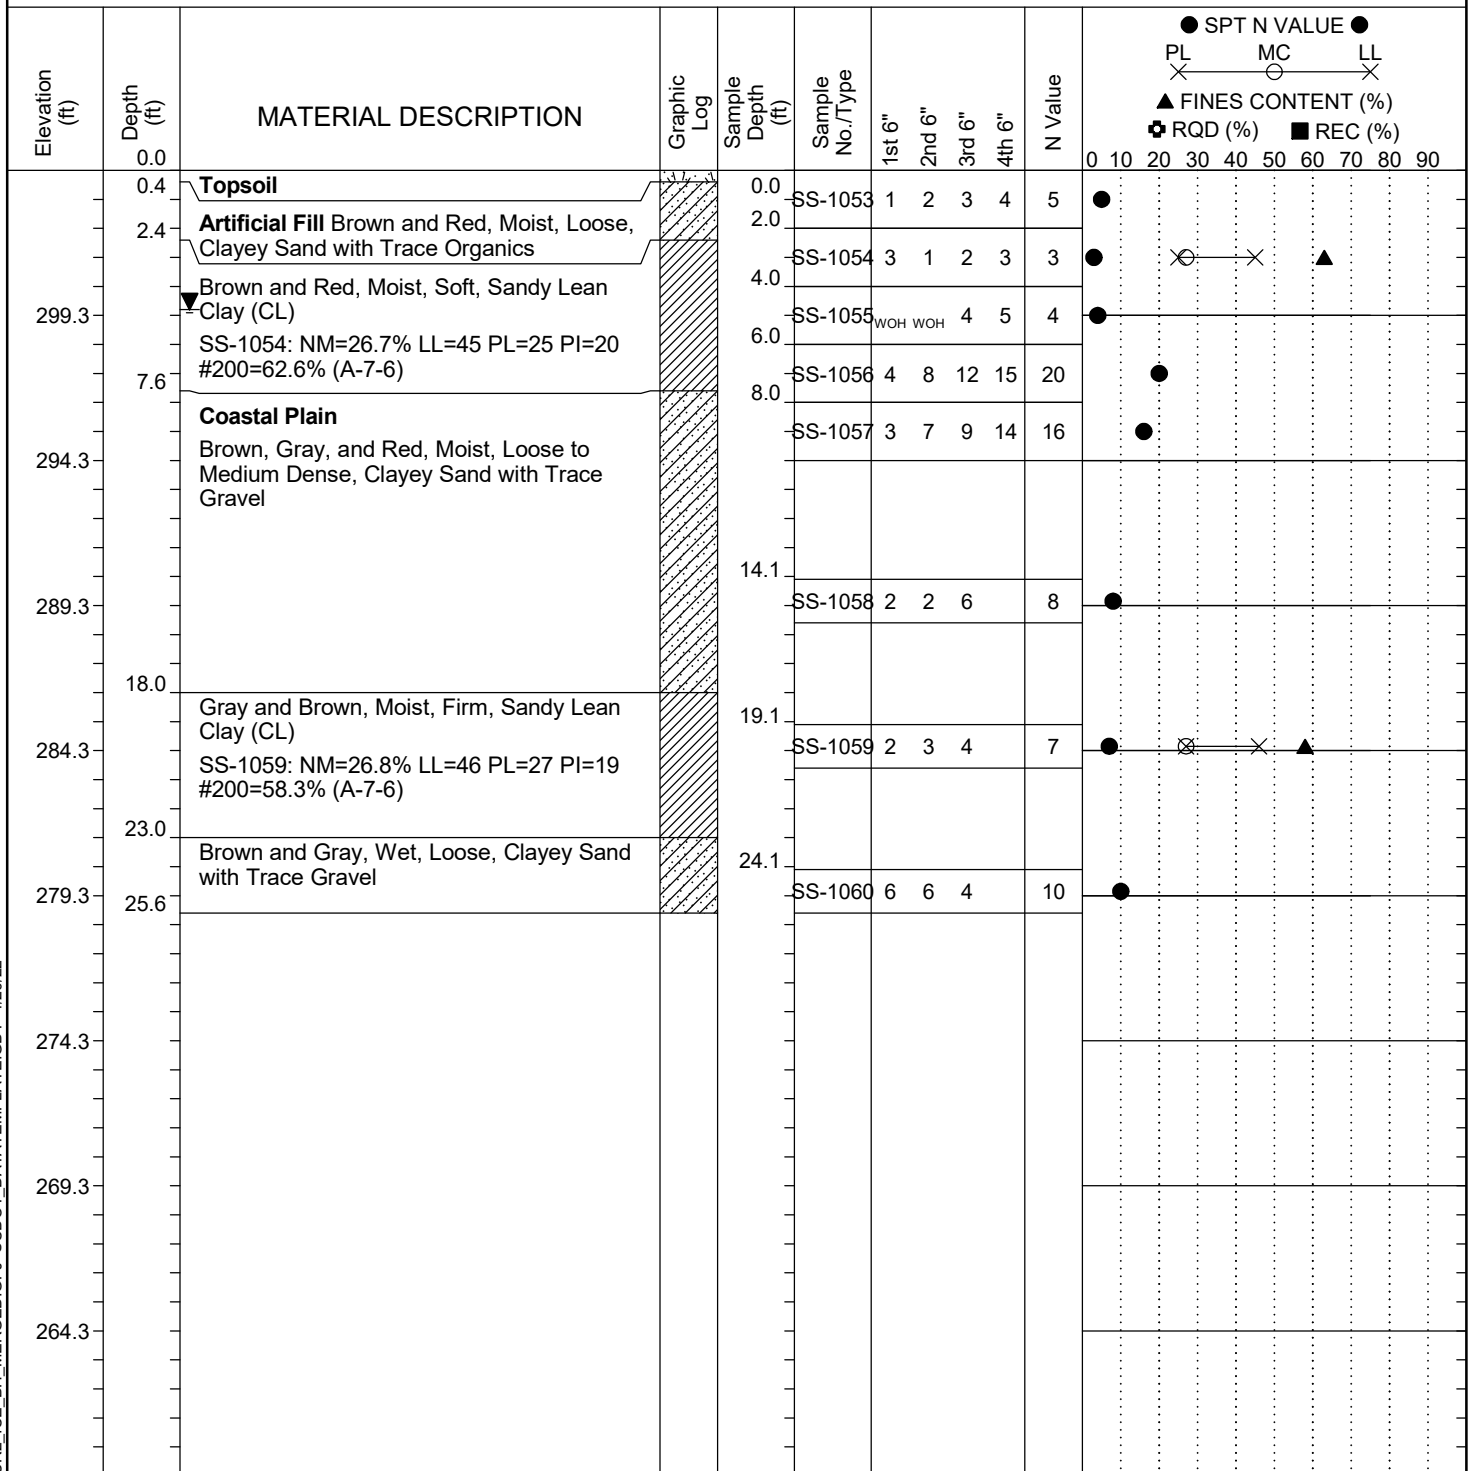 Elevation (ft)
Depth (ft)
0.0
MATERIAL DESCRIPTION
Graphic Log
Sample Depth (ft)
Sample No./Type
1st 6"
2nd 6"
3rd 6"
4th 6"
N Value
● SPT N VALUE ●
PL MC LL
▲ FINES CONTENT (%)
RQD (%) ■ REC (%)
0 10 20 30 40 50 60 70 80 90
0.4 Topsoil
0.0 SS-1053 1 2 3 4 5
2.0
2.4 Artificial Fill Brown and Red, Moist, Loose,
Clayey Sand with Trace Organics
SS-1054 3 1 2 3 3
4.0
Brown and Red, Moist, Soft, Sandy Lean
Clay (CL)
299.3 SS-1055 WOH WOH 4 5 4
6.0
SS-1054: NM=26.7% LL=45 PL=25 PI=20
#200=62.6% (A-7-6)
7.6 SS-1056 4 8 12 15 20
8.0
Coastal Plain
SS-1057 3 7 9 14 16
Brown, Gray, and Red, Moist, Loose to
294.3 Medium Dense, Clayey Sand with Trace
Gravel
14.1
289.3 SS-1058 2 2 6 8
18.0
Gray and Brown, Moist, Firm, Sandy Lean
Clay (CL)
19.1
284.3 SS-1059 2 3 4 7
SS-1059: NM=26.8% LL=46 PL=27 PI=19
#200=58.3% (A-7-6)
23.0
Brown and Gray, Wet, Loose, Clayey Sand
with Trace Gravel
24.1
279.3 SS-1060 6 6 4 10
25.6
274.3
269.3
264.3